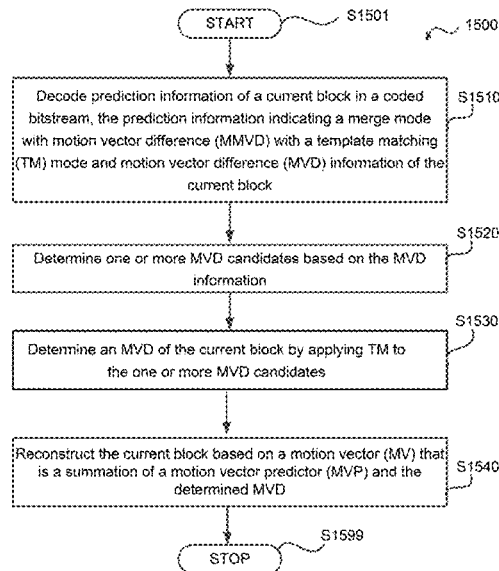 START
S1501
1500
Decode prediction information of a current block in a coded
bitstream, the prediction information indicating a merge mode
with motion vector difference (MMVD) with a template matching
(TM) mode and motion vector difference (MVD) information of the
current block
S1510
Determine one or more MVD candidates based on the MVD
information
S1520
Determine an MVD of the current block by applying TM to
the one or more MVD candidates
S1530
Reconstruct the current block based on a motion vector (MV) that
is a summation of a motion vector predictor (MVP) and the
determined MVD
S1540
S1599
STOP